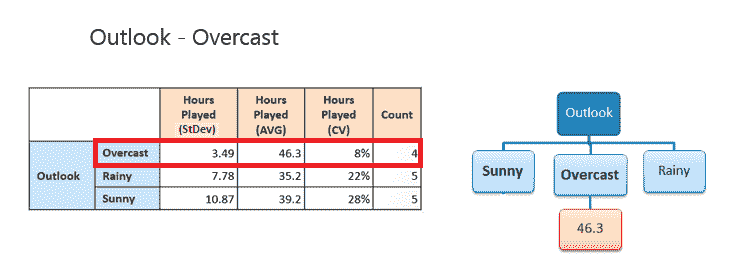 Outlook - Overcast
Hours Played (StDev) Hours Played (AVG) Hours Played (CV) Count
Outlook
Overcast 3.49 46.3 8% 4
Rainy 7.78 35.2 22% 5
Sunny 10.87 39.2 28% 5
Outlook
Sunny Overcast Rainy
46.3